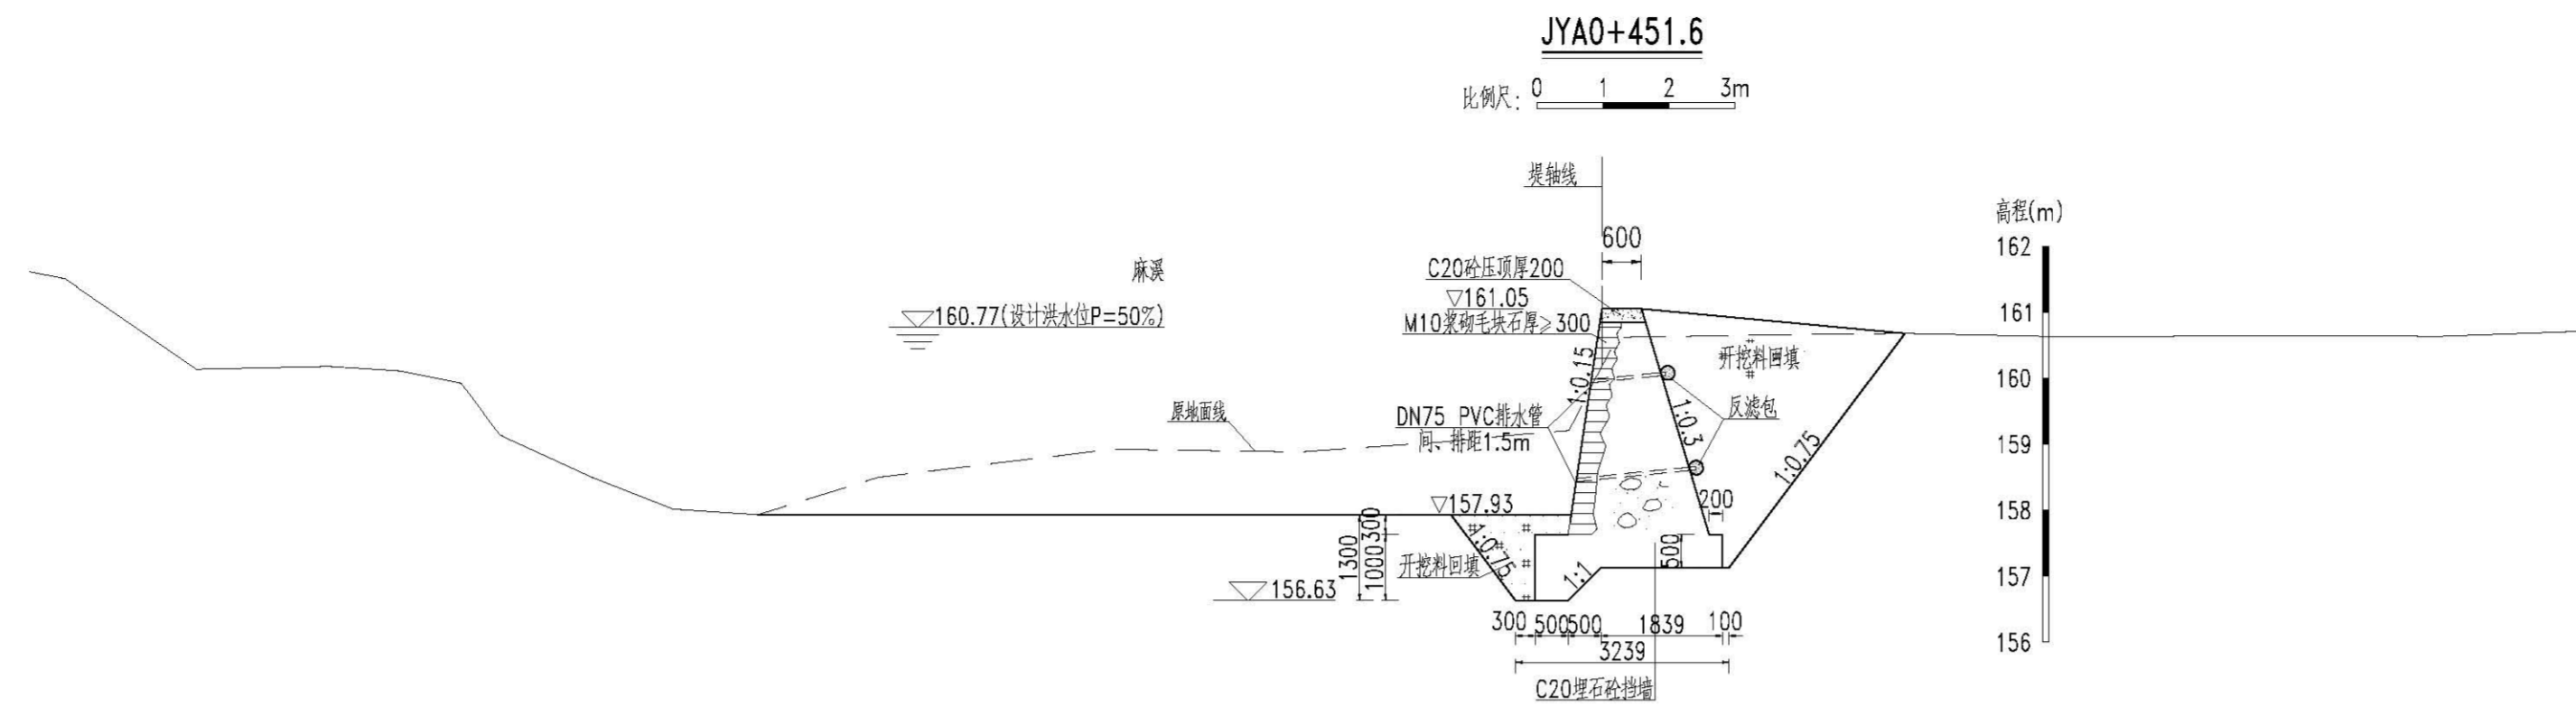 JYA0+451.6
比例尺: 0 1 2 3m
堤轴线
高程(m)
600
162
麻溪
C20砼压顶厚200
▽161.05
161
160.77(设计洪水位P=50%)
M10浆砌毛块石厚≥300
1:0.15
开挖料回填
160
原地面线
DN75 PVC排水管
间、排距1.5m
1:0.3
反滤包
159
1:0.75
▽157.93
200
158
300
1300
1000
1:0.75
开挖料回填
1:1
500
157
156.63
300 500 500 1839 100
156
3239
C20埋石砼挡墙